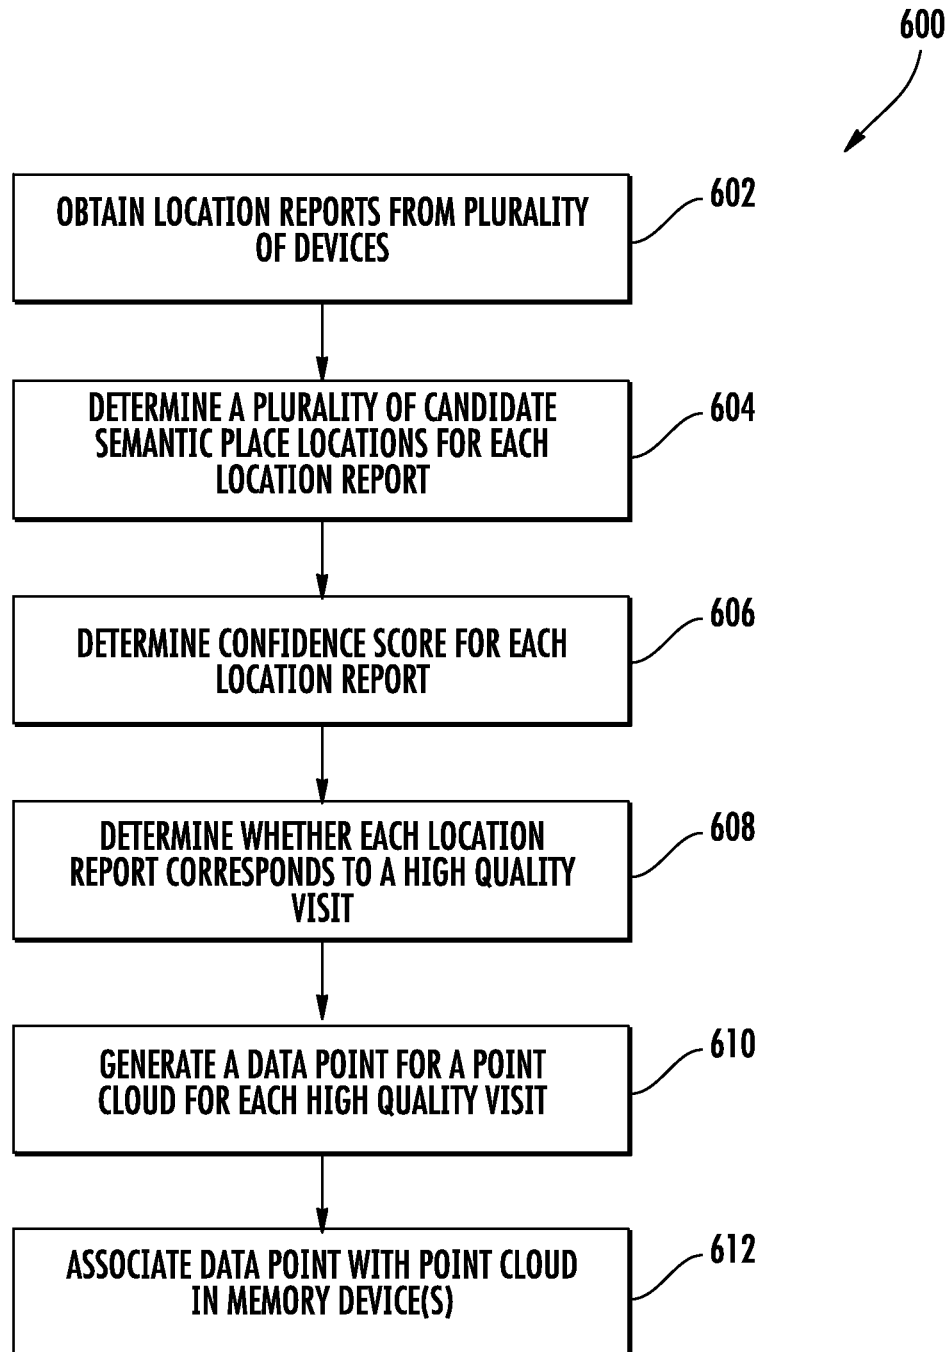 600
OBTAIN LOCATION REPORTS FROM PLURALITY
OF DEVICES
602
DETERMINE A PLURALITY OF CANDIDATE
SEMANTIC PLACE LOCATIONS FOR EACH
LOCATION REPORT
604
DETERMINE CONFIDENCE SCORE FOR EACH
LOCATION REPORT
606
DETERMINE WHETHER EACH LOCATION
REPORT CORRESPONDS TO A HIGH QUALITY
VISIT
608
GENERATE A DATA POINT FOR A POINT
CLOUD FOR EACH HIGH QUALITY VISIT
610
ASSOCIATE DATA POINT WITH POINT CLOUD
IN MEMORY DEVICE(S)
612